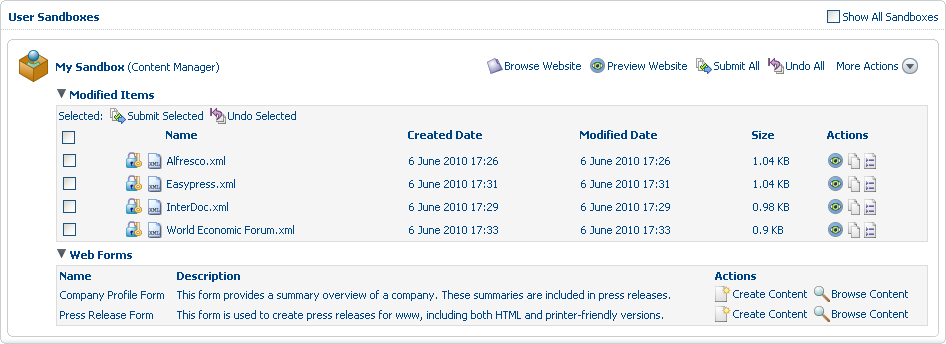 User Sandboxes Show All Sandboxes
My Sandbox (Content Manager) Browse Website Preview Website Submit All Undo All More Actions
Modified Items
Selected: Submit Selected Undo Selected
Name Created Date Modified Date Size Actions
XML Alfresco.xml 6 June 2010 17:26 6 June 2010 17:26 1.04 KB
XML Easypress.xml 6 June 2010 17:31 6 June 2010 17:31 1.04 KB
XML InterDoc.xml 6 June 2010 17:29 6 June 2010 17:29 0.98 KB
XML World Economic Forum.xml 6 June 2010 17:33 6 June 2010 17:33 0.9 KB
Web Forms
Name Description Actions
Company Profile Form This form provides a summary overview of a company. These summaries are included in press releases. Create Content Browse Content
Press Release Form This form is used to create press releases for www, including both HTML and printer-friendly versions. Create Content Browse Content